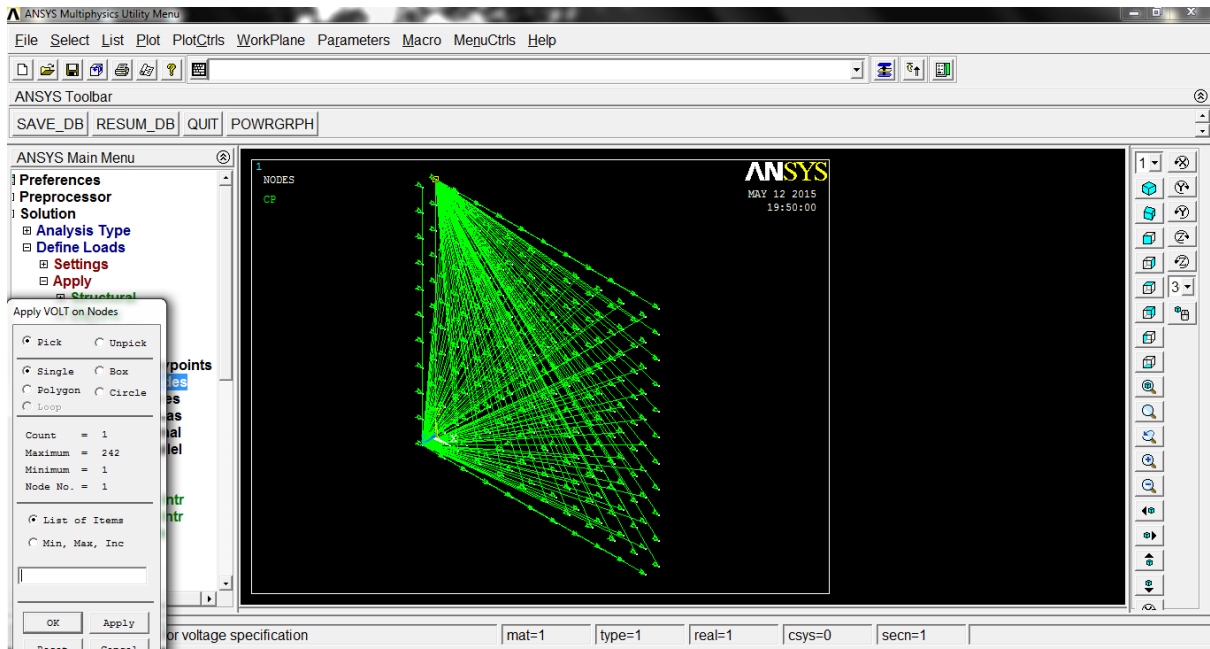 ANSYS Multiphysics Utility Menu
File Select List Plot PlotCtrls WorkPlane Parameters Macro MenuCtrls Help
ANSYS Toolbar
SAVE_DB RESUM_DB QUIT POWRGRPH
ANSYS Main Menu
Preferences
Preprocessor
Solution
Analysis Type
Define Loads
Settings
Apply
Structural
Apply VOLT on Nodes
Pick Unpick
Single Box
Polygon Circle
Loop
Count = 1
Maximum = 242
Minimum = 1
Node No. = 1
List of Items
Min, Max, Inc
OK Apply
Reset Cancel
1
NODES
CP
ANSYS
MAY 12 2015
19:50:00
X
1
3
or voltage specification
mat=1 type=1 real=1 csys=0 secn=1